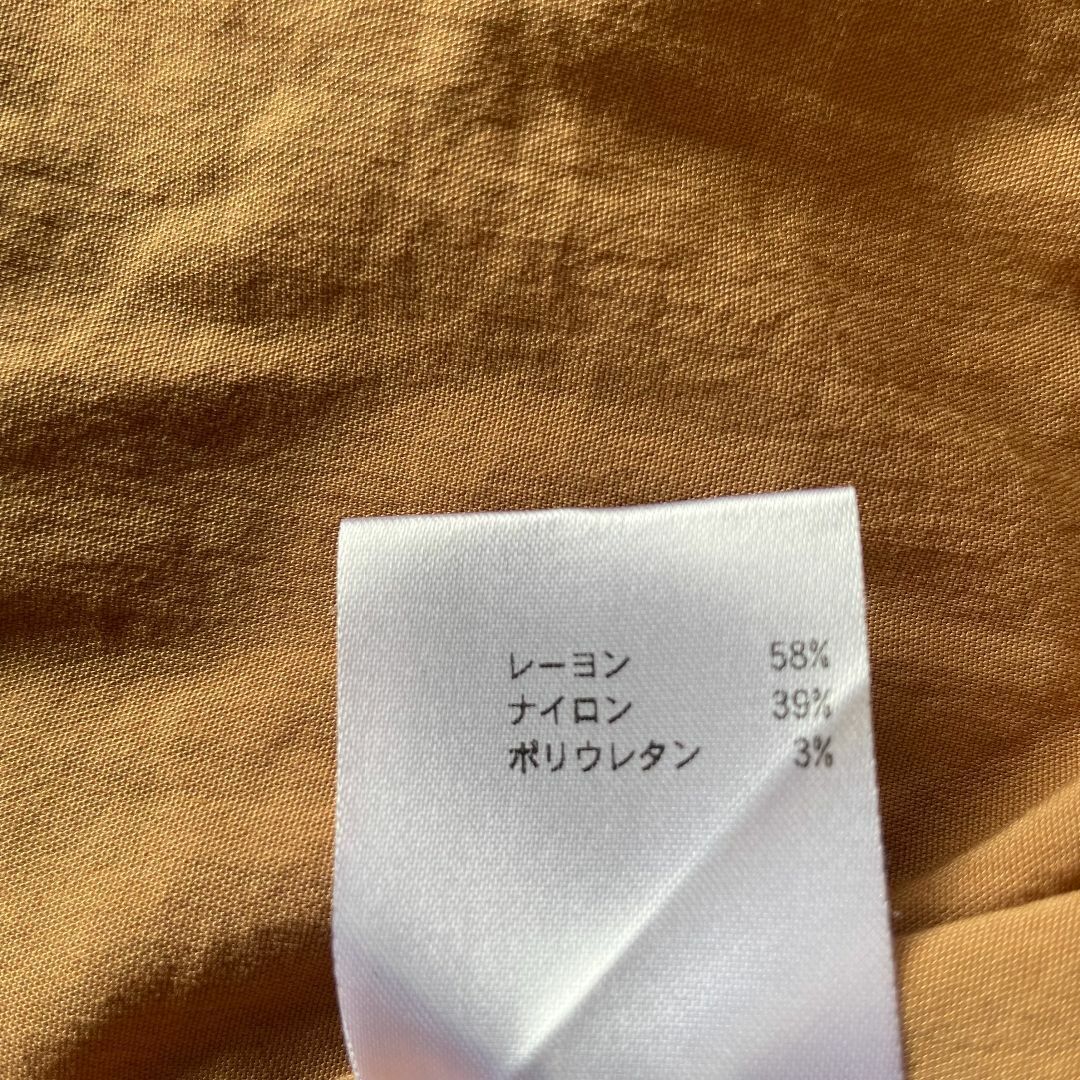 レーヨン 58%
ナイロン 39%
ポリウレタン 3%